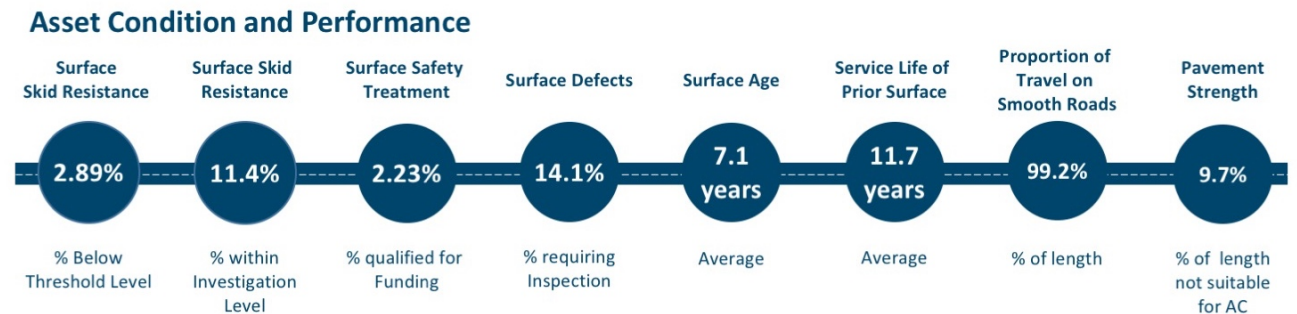 Asset Condition and Performance
Surface
Skid Resistance
2.89%
% Below
Threshold Level
Surface Skid
Resistance
11.4%
% within
Investigation
Level
Surface Safety
Treatment
2.23%
% qualified for
Funding
Surface Defects
14.1%
% requiring
Inspection
Surface Age
7.1
years
Average
Service Life of
Prior Surface
11.7
years
Average
Proportion of
Travel on
Smooth Roads
99.2%
% of length
Pavement
Strength
9.7%
% of length
not suitable
for AC